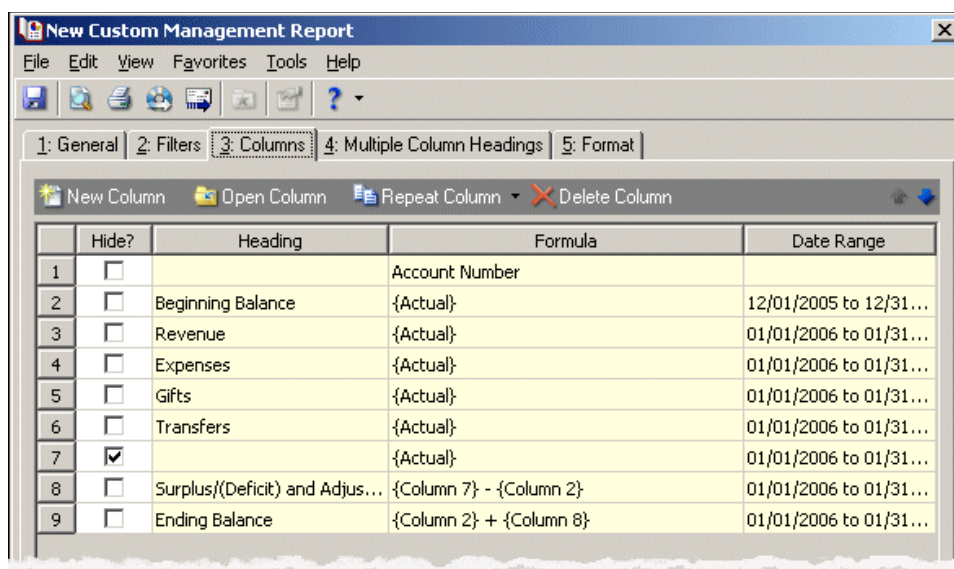 New Custom Management Report
File Edit View Favorites Tools Help
1: General 2: Filters 3: Columns 4: Multiple Column Headings 5: Format
New Column Open Column Repeat Column Delete Column
Hide? Heading Formula Date Range
1 Account Number
2 Beginning Balance {Actual} 12/01/2005 to 12/31...
3 Revenue {Actual} 01/01/2006 to 01/31...
4 Expenses {Actual} 01/01/2006 to 01/31...
5 Gifts {Actual} 01/01/2006 to 01/31...
6 Transfers {Actual} 01/01/2006 to 01/31...
7 {Actual} 01/01/2006 to 01/31...
8 Surplus/(Deficit) and Adjus... {Column 7} - {Column 2} 01/01/2006 to 01/31...
9 Ending Balance {Column 2} + {Column 8} 01/01/2006 to 01/31...